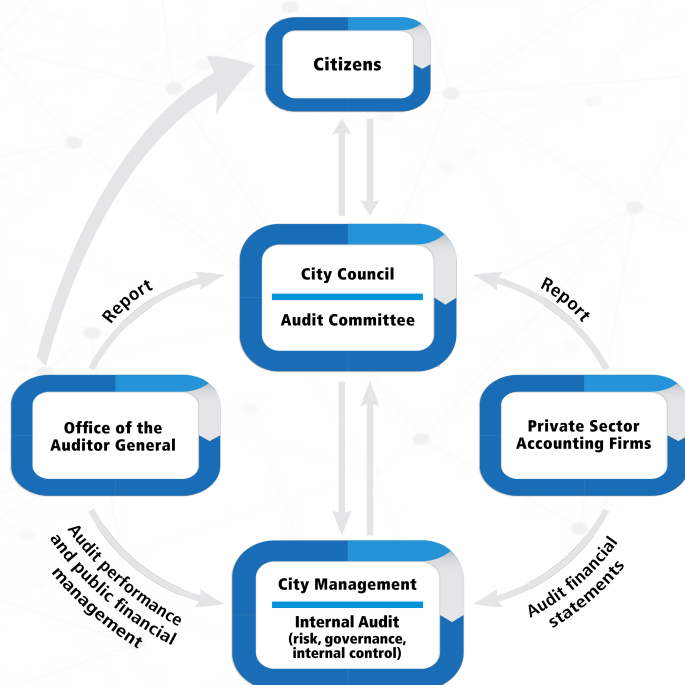 Citizens
City Council
Audit Committee
Report
Report
Office of the
Auditor General
Private Sector
Accounting Firms
Audit performance
and public financial
management
Audit financial
statements
City Management
Internal Audit
(risk, governance,
internal control)